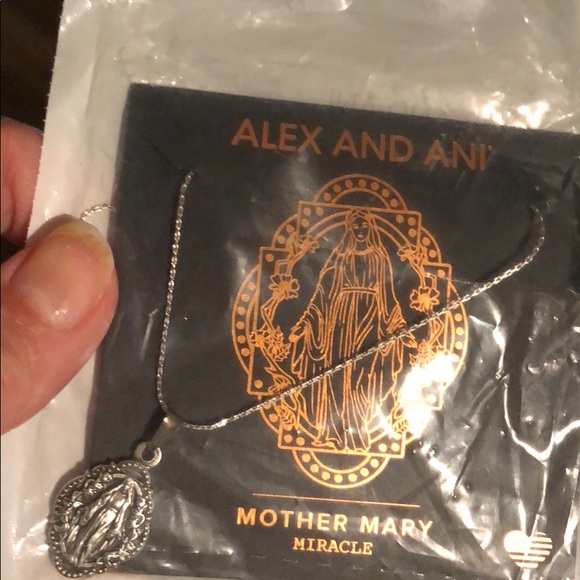 ALEX AND ANI
MOTHER MARY
MIRACLE